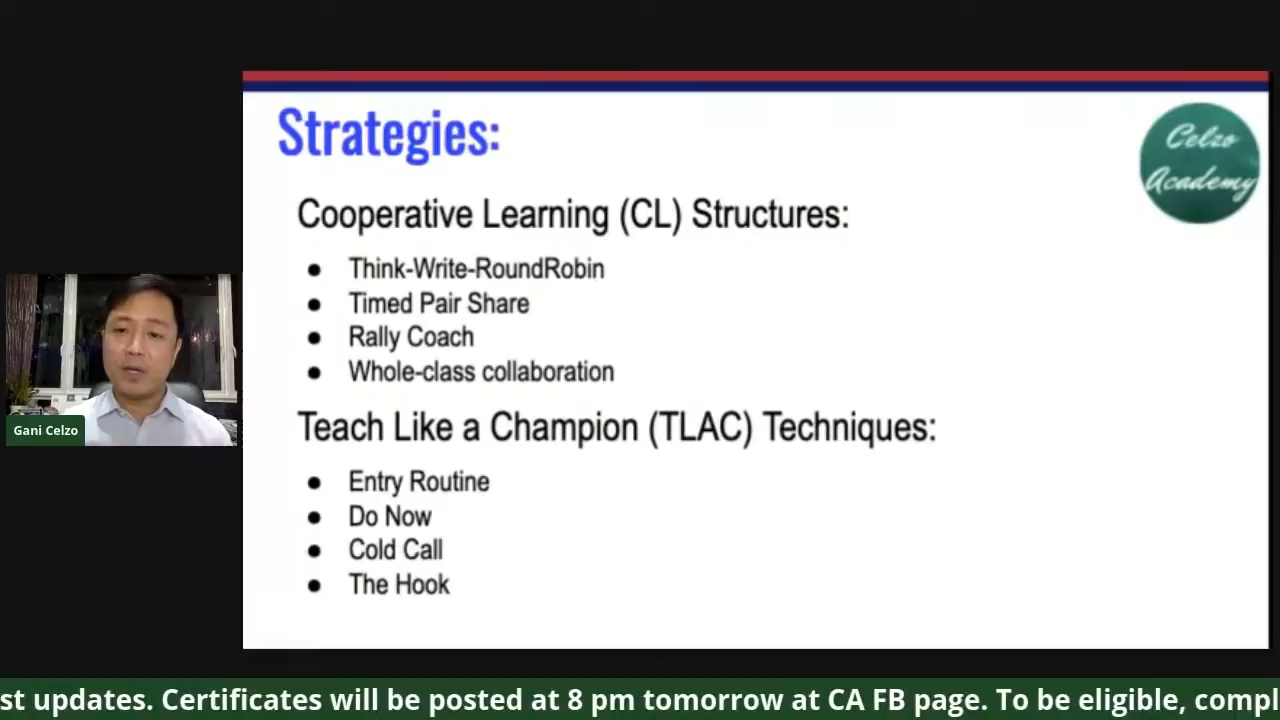 Strategies:
Celzo
Academy
Cooperative Learning (CL) Structures:
● Think-Write-RoundRobin
● Timed Pair Share
● Rally Coach
● Whole-class collaboration
Teach Like a Champion (TLAC) Techniques:
● Entry Routine
● Do Now
● Cold Call
● The Hook
Gani Celzo
st updates. Certificates will be posted at 8 pm tomorrow at CA FB page. To be eligible, compl